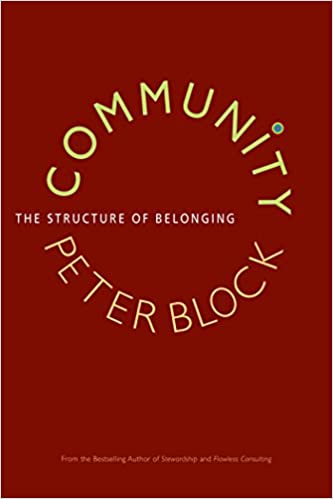 COMMUNITY
THE STRUCTURE OF BELONGING
PETER BLOCK
From the Bestselling Author of Stewardship and Flawless Consulting